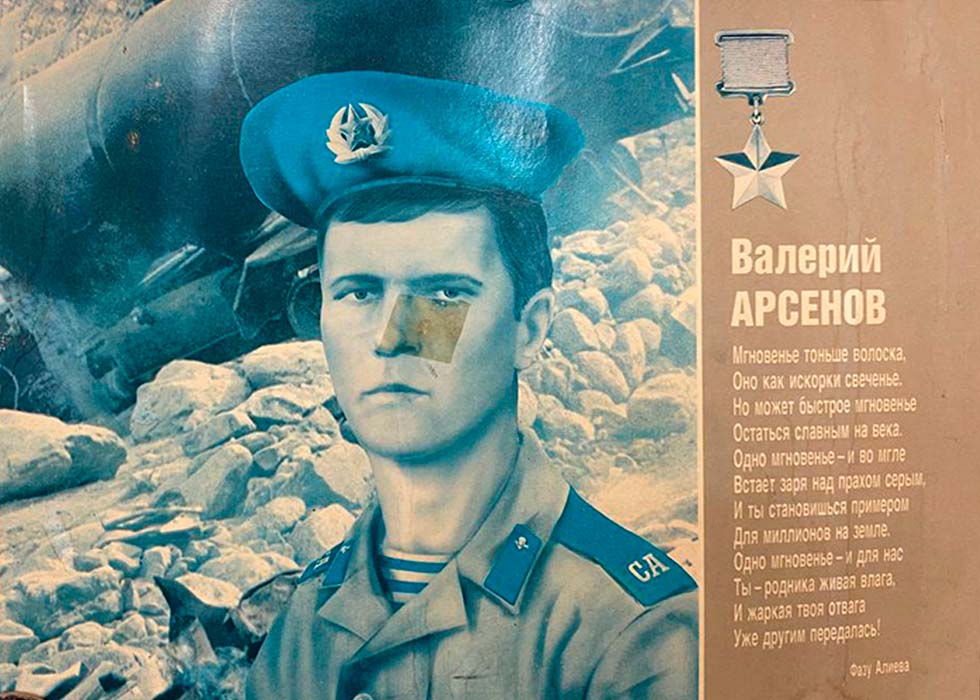 СА
Валерий
АРСЕНОВ
Мгновенье тоньше волоска,
Оно как искорки свеченье.
Но может быстрое мгновенье
Остаться славным на века.
Одно мгновенье – и во мгле
Встаёт заря над прахом серым,
И ты становишься примером
Для миллионов на земле.
Одно мгновенье – и для нас
Ты – родника живая влага,
И жаркая твоя отвага
Уже другим передалась!
Фазу Алиева